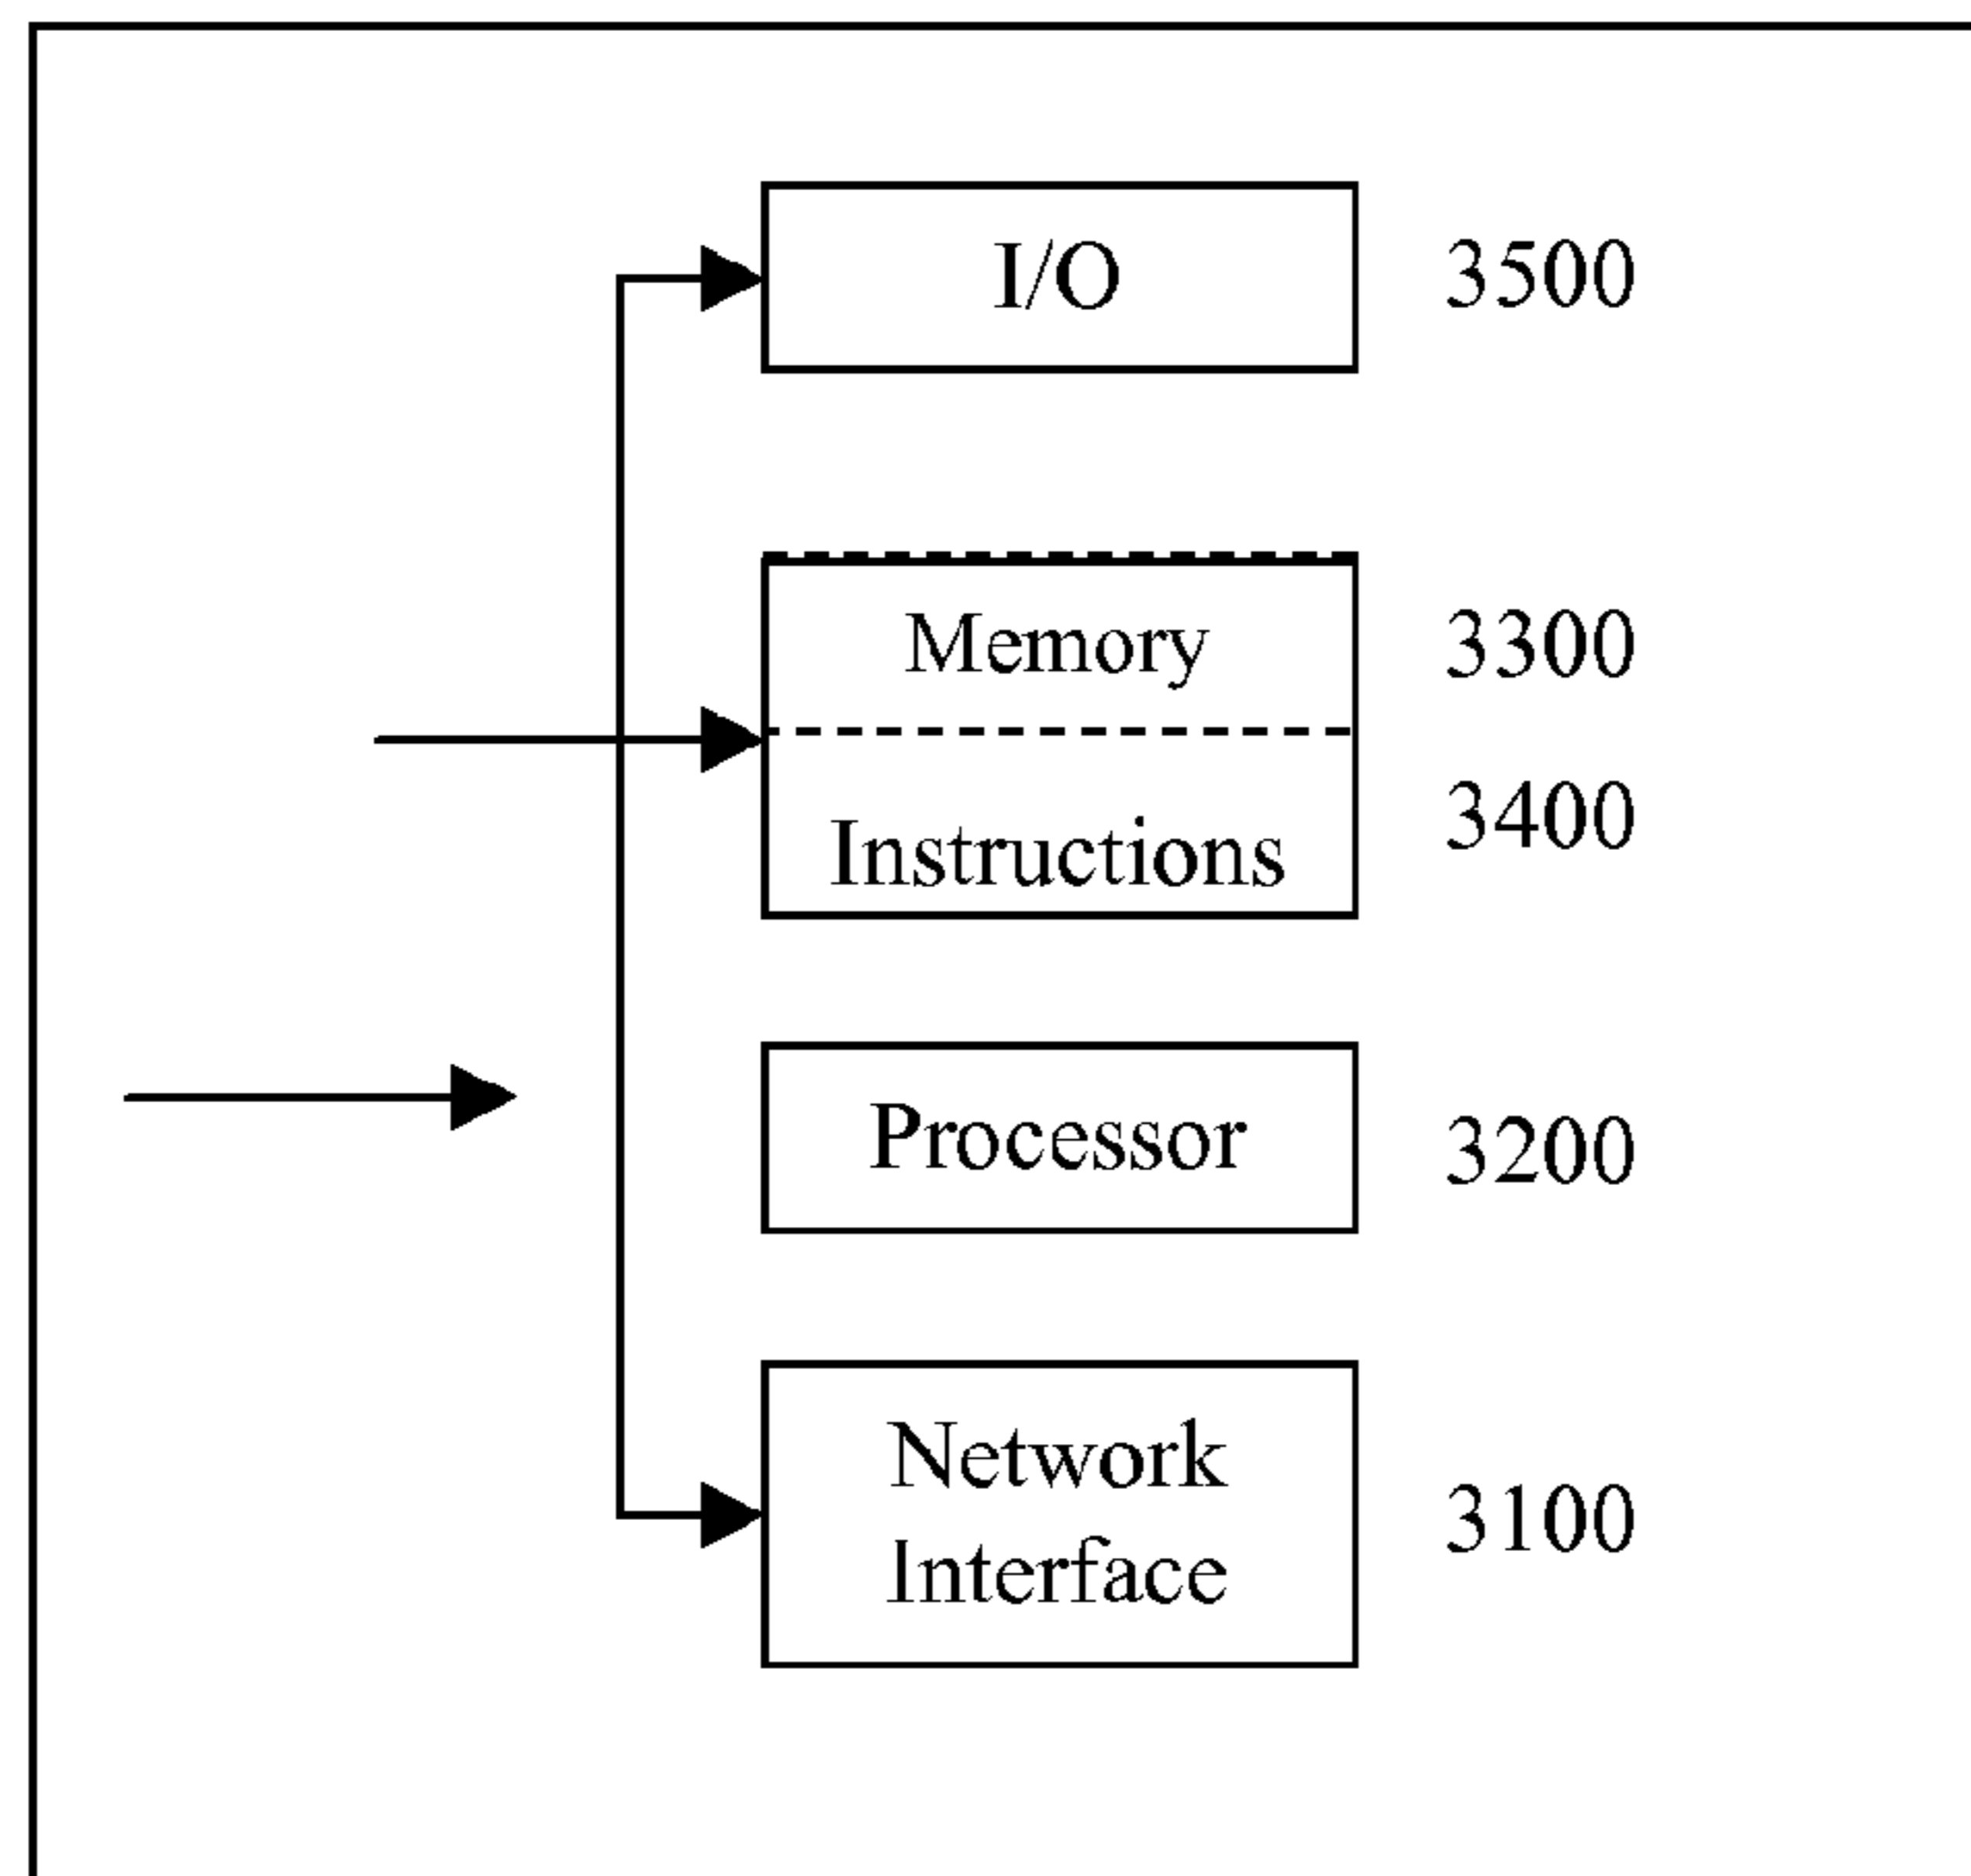 I/O 3500
Memory 3300
Instructions 3400
Processor 3200
Network
Interface 3100